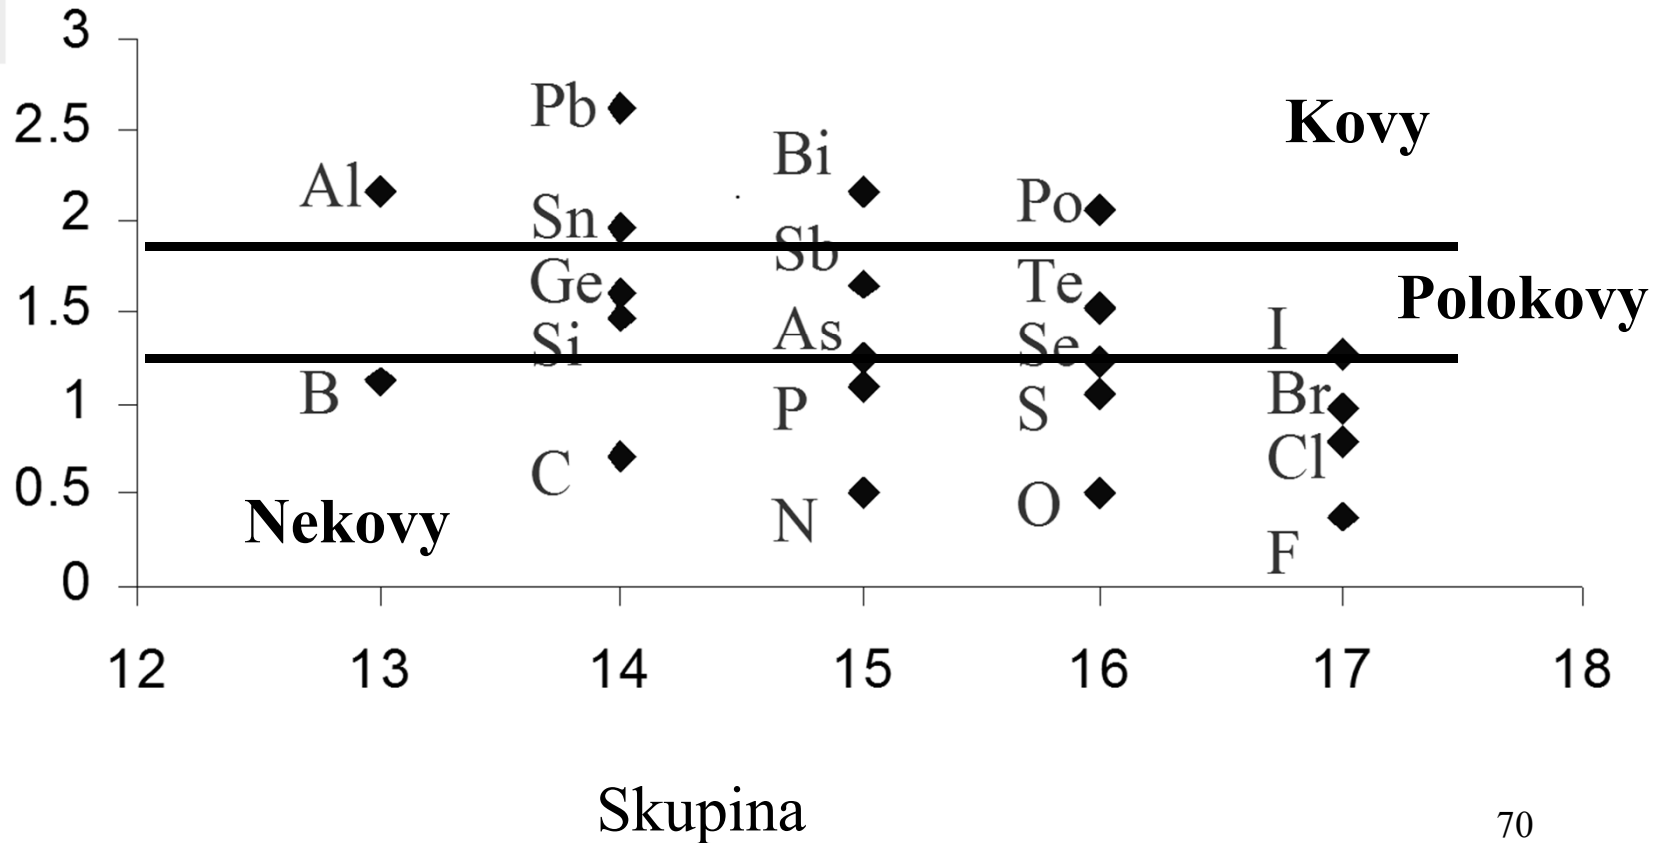 3
Pb
2.5
Kovy
Bi
Al
Po
2
Sn
Sb
Ge
Te
1.5
Polokovy
As
I
Si
Se
B
1
P
S
Br
Cl
C
0.5
O
N
Nekovy
F
0
12 13 14 15 16 17 18
Skupina
70